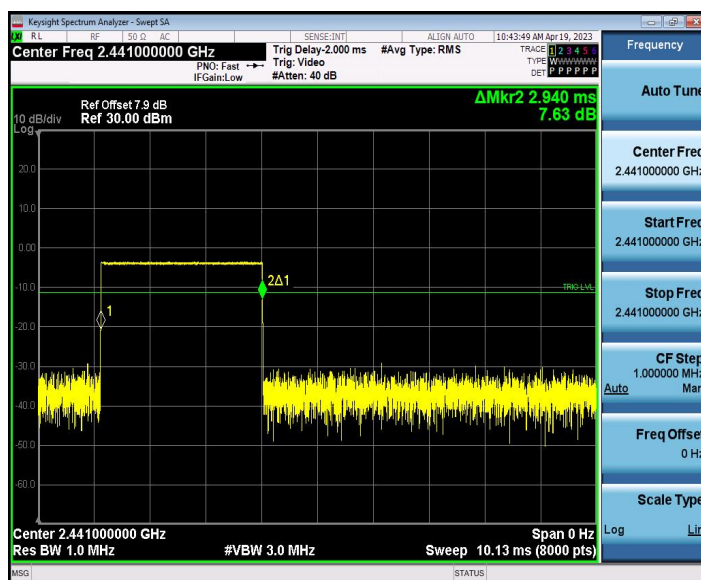 Keysight Spectrum Analyzer - Swept SA
LXI RL RF 50 Ω AC SENSE:INT ALIGN AUTO 10:43:49 AM Apr 19, 2023
Center Freq 2.441000000 GHz
Trig Delay-2.000 ms #Avg Type: RMS
TRACE 1 2 3 4 5 6
PNO: Fast Trig: Video
TYPE WWWWWW
IFGain:Low #Atten: 40 dB
DET P P P P P P
ΔMkr2 2.940 ms
7.63 dB
Ref Offset 7.9 dB
10 dB/div Ref 30.00 dBm
Log
20.0
10.0
0.00
-10.0
-20.0
-30.0
-40.0
-50.0
-60.0
1
2Δ1
TRIG LVL
Center 2.441000000 GHz Span 0 Hz
Res BW 1.0 MHz #VBW 3.0 MHz Sweep 10.13 ms (8000 pts)
MSG STATUS
Frequency
Auto Tune
Center Freq
2.441000000 GHz
Start Freq
2.441000000 GHz
Stop Freq
2.441000000 GHz
CF Step
1.000000 MHz
Auto Man
Freq Offset
0 Hz
Scale Type
Log Lin